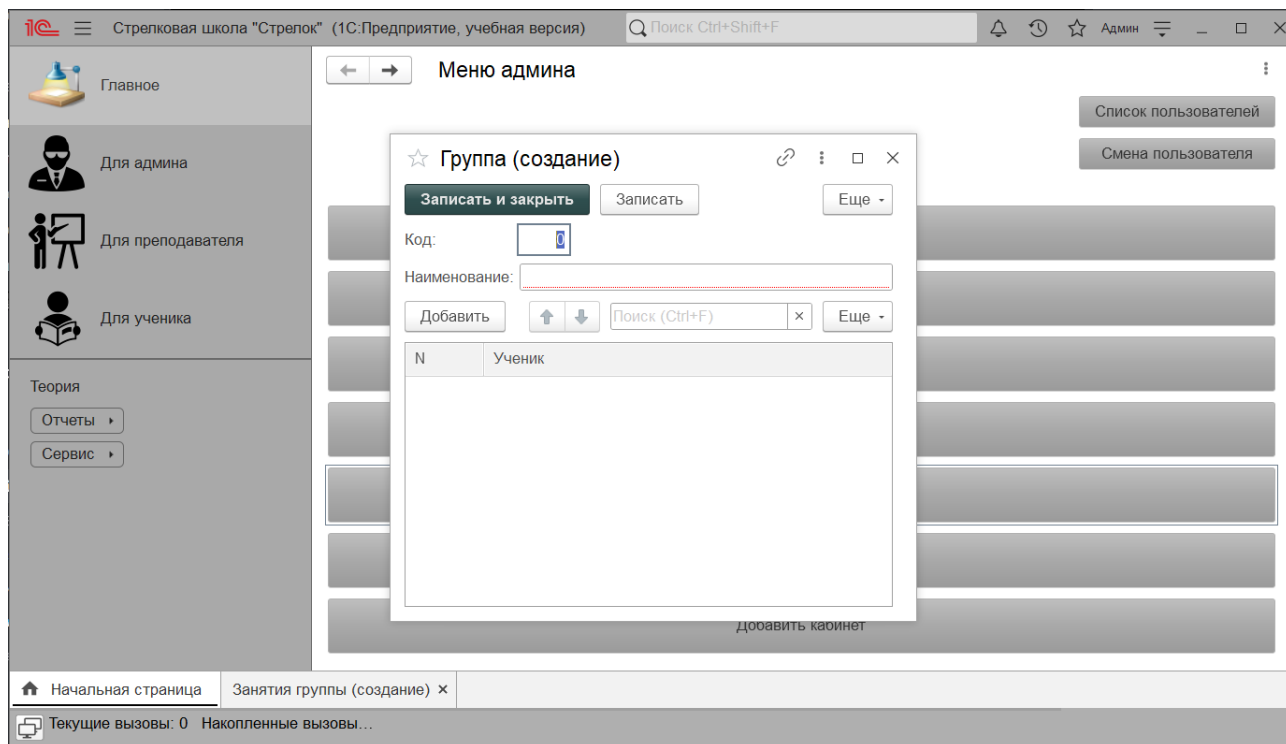 1С Стрелковая школа "Стрелок" (1С:Предприятие, учебная версия) Поиск Ctrl+Shift+F Админ
Главное
Для админа
Для преподавателя
Для ученика
Теория
Отчеты
Сервис
Меню админа
Список пользователей
Смена пользователя
Группа (создание)
Записать и закрыть Записать Еще
Код: 0
Наименование:
Добавить Поиск (Ctrl+F) × Еще
N Ученик
Добавить кабинет
Начальная страница Занятия группы (создание) ×
Текущие вызовы: 0 Накопленные вызовы...